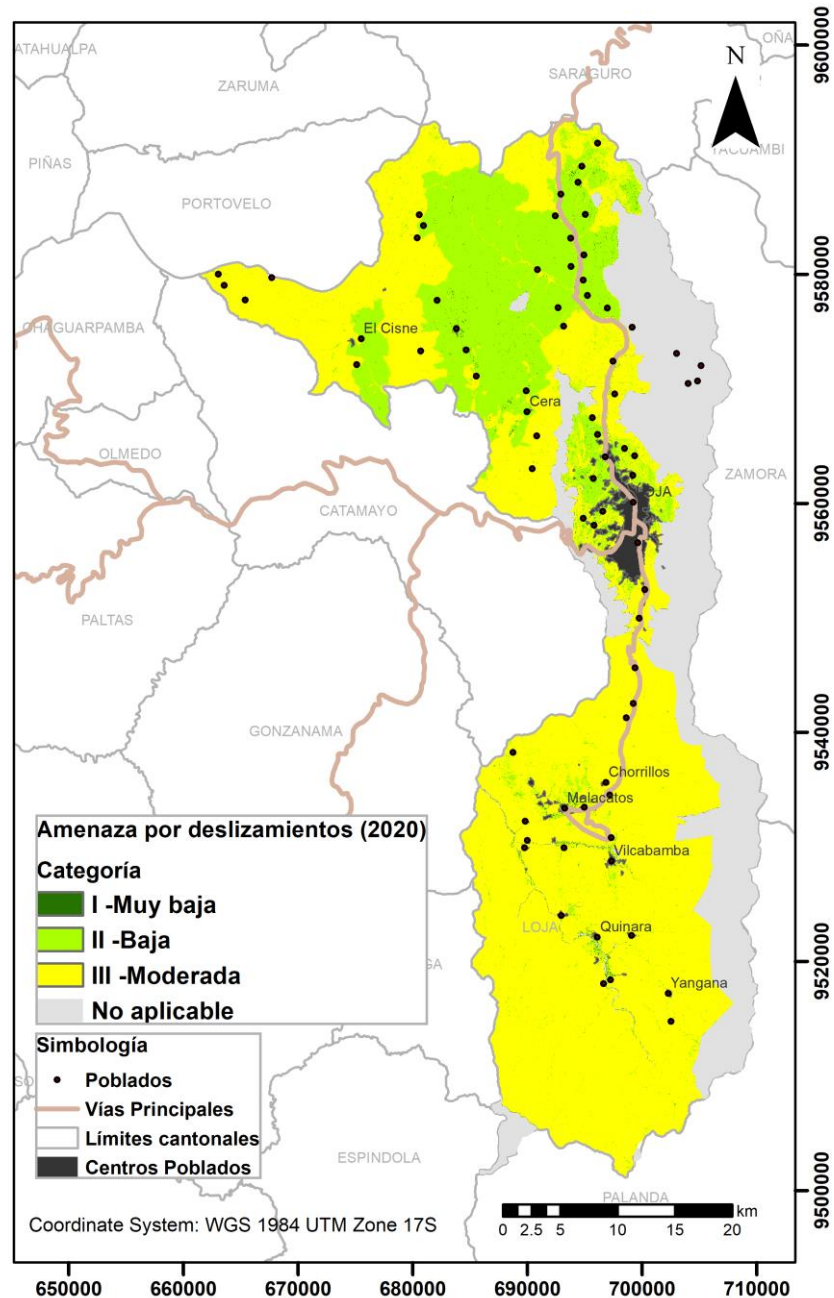 ATAHUALPA
OÑA
9600000
ZARUMA
SARAGURO
N
PIÑAS
YACUAMBI
PORTOVELO
9580000
CHAGUARPAMBA
El Cisne
Cera
OLMEDO
ZAMORA
CATAMAYO
OJA
9560000
PALTAS
GONZANAMA
9540000
Chorrillos
Malacatos
Vilcabamba
Amenaza por deslizamientos (2020)
Categoría
I -Muy baja
II -Baja
III -Moderada
No aplicable
LOJA
Quinara
GA
9520000
Yangana
Simbología
Poblados
Vías Principales
Límites cantonales
Centros Poblados
SO
ESPINDOLA
PALANDA
9500000
Coordinate System: WGS 1984 UTM Zone 17S
km
0 2.5 5 10 15 20
650000 660000 670000 680000 690000 700000 710000